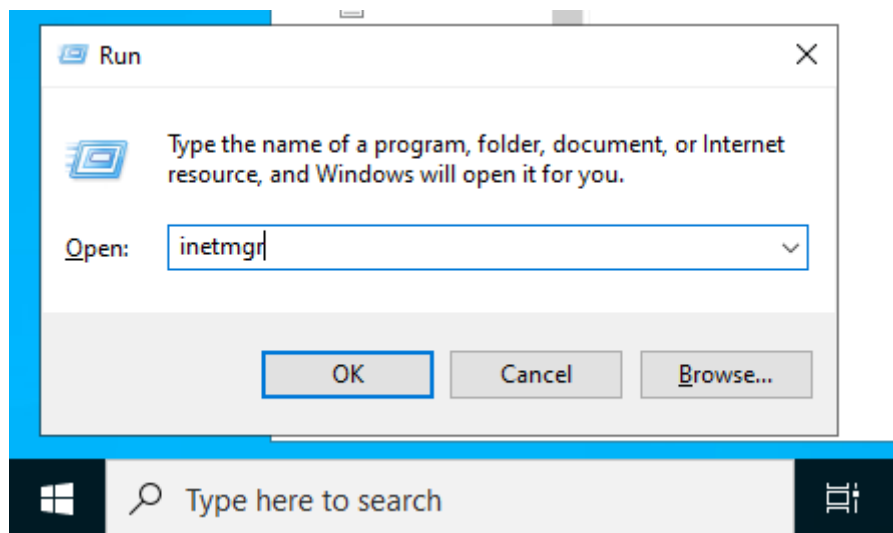 Run
Type the name of a program, folder, document, or Internet
resource, and Windows will open it for you.
Open:
inetmgr
OK
Cancel
Browse...
Type here to search